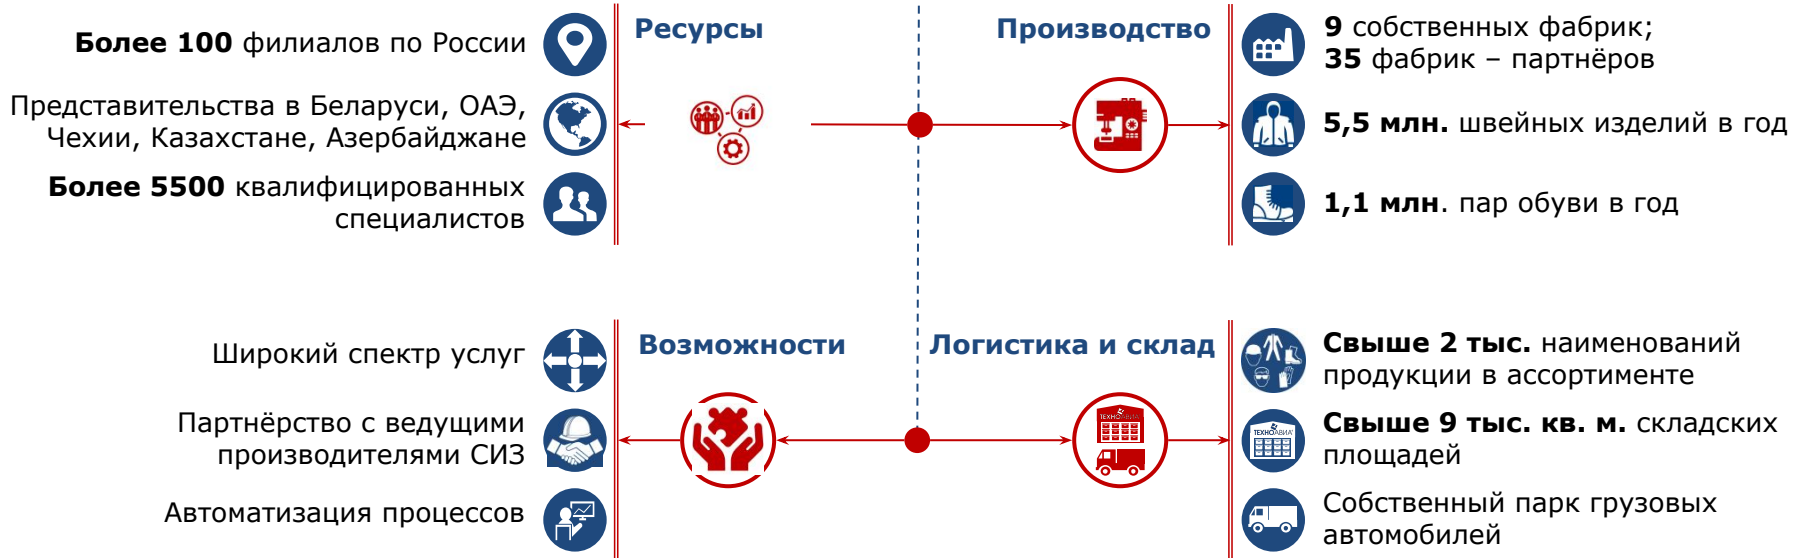 Ресурсы
Более 100 филиалов по России
Представительства в Беларуси, ОАЭ,
Чехии, Казахстане, Азербайджане
Более 5500 квалифицированных
специалистов
Производство
9 собственных фабрик;
35 фабрик – партнёров
5,5 млн. швейных изделий в год
1,1 млн. пар обуви в год
Возможности
Широкий спектр услуг
Партнёрство с ведущими
производителями СИЗ
Автоматизация процессов
Логистика и склад
ТЕХНОАВИА
Свыше 2 тыс. наименований
продукции в ассортименте
ТЕХНОАВИА
Свыше 9 тыс. кв. м. складских
площадей
Собственный парк грузовых
автомобилей